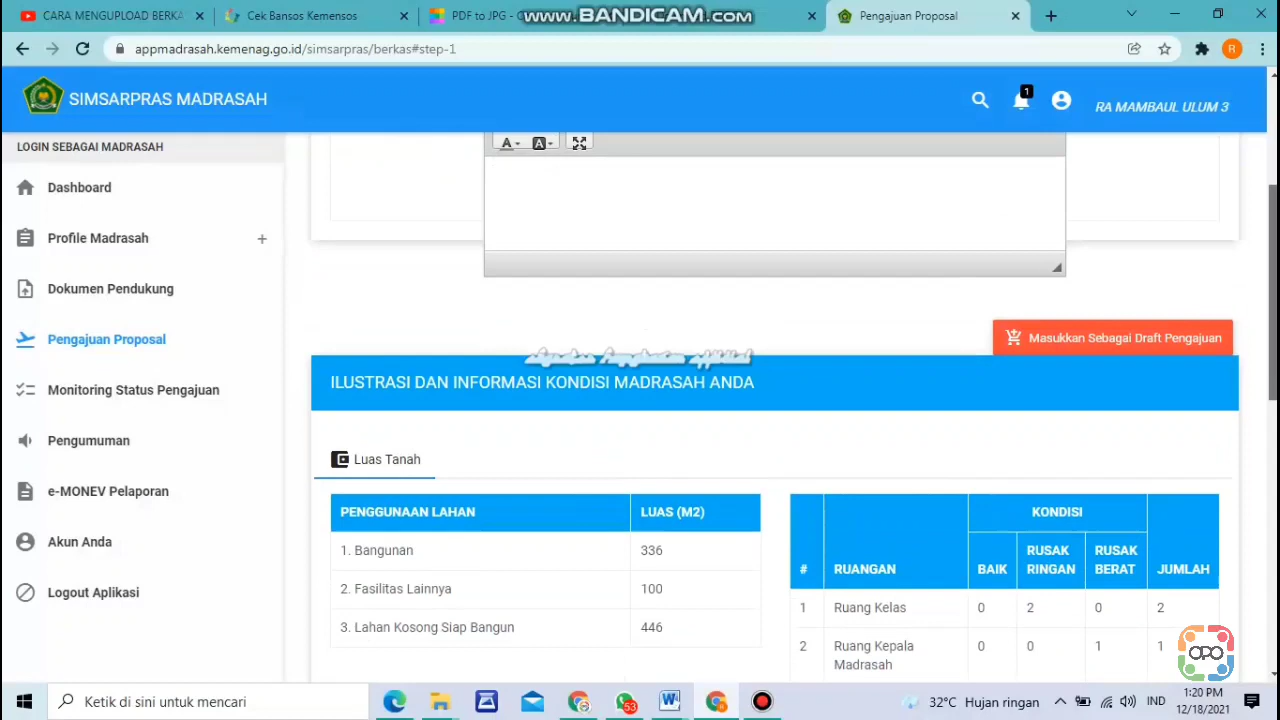 CARA MENGUPLOAD BERKA
Cek Bansos Kemensos
PDF to JPG -
www.BANDICAM.com
Pengajuan Proposal
appmadrasah.kemenag.go.id/simsarpras/berkas#step-1
R
SIMSARPRAS MADRASAH
1
RA MAMBAUL ULUM 3
LOGIN SEBAGAI MADRASAH
Dashboard
Profile Madrasah
Dokumen Pendukung
Pengajuan Proposal
Monitoring Status Pengajuan
Pengumuman
e-MONEV Pelaporan
Akun Anda
Logout Aplikasi
A A
Masukkan Sebagai Draft Pengajuan
ILUSTRASI DAN INFORMASI KONDISI MADRASAH ANDA
Luas Tanah
PENGGUNAAN LAHAN LUAS (M2)
1. Bangunan 336
2. Fasilitas Lainnya 100
3. Lahan Kosong Siap Bangun 446
KONDISI
# RUANGAN BAIK RUSAK RINGAN RUSAK BERAT JUMLAH
1 Ruang Kelas 0 2 0 2
2 Ruang Kepala Madrasah 0 0 1 1
OPO
Ketik di sini untuk mencari
53
32°C Hujan ringan
IND
1:20 PM
12/18/2021